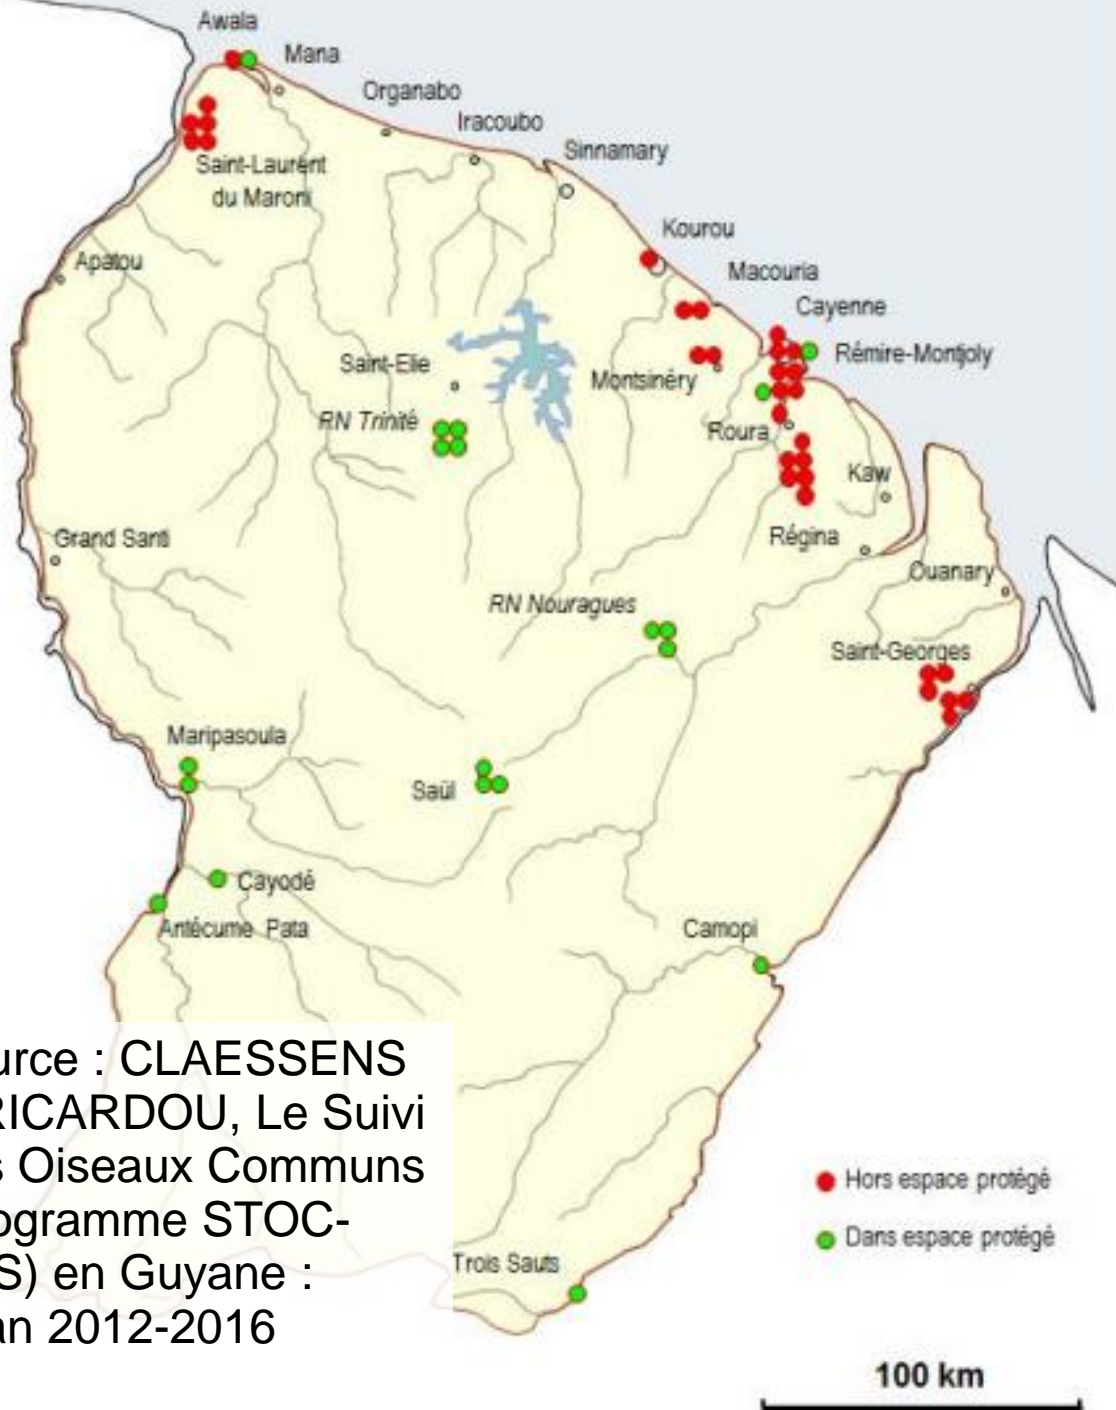 Awala
Mana
Organabo
Iracoubo
Sinnamary
Saint-Laurent
du Maroni
Kourou
Apatou
Macouria
Cayenne
Saint-Elie
Montsinéry
Rémire-Montjoly
RN Trinité
Roura
Kaw
Grand Santi
Régina
Ouanary
RN Nouragues
Saint-Georges
Maripasoula
Saül
Cayodé
Antécume Pata
Camopi
urce : CLAESSENS
RICARDOU, Le Suivi
s Oiseaux Communs
ogramme STOC-
S) en Guyane :
an 2012-2016
Hors espace protégé
Dans espace protégé
Trois Sauts
100 km